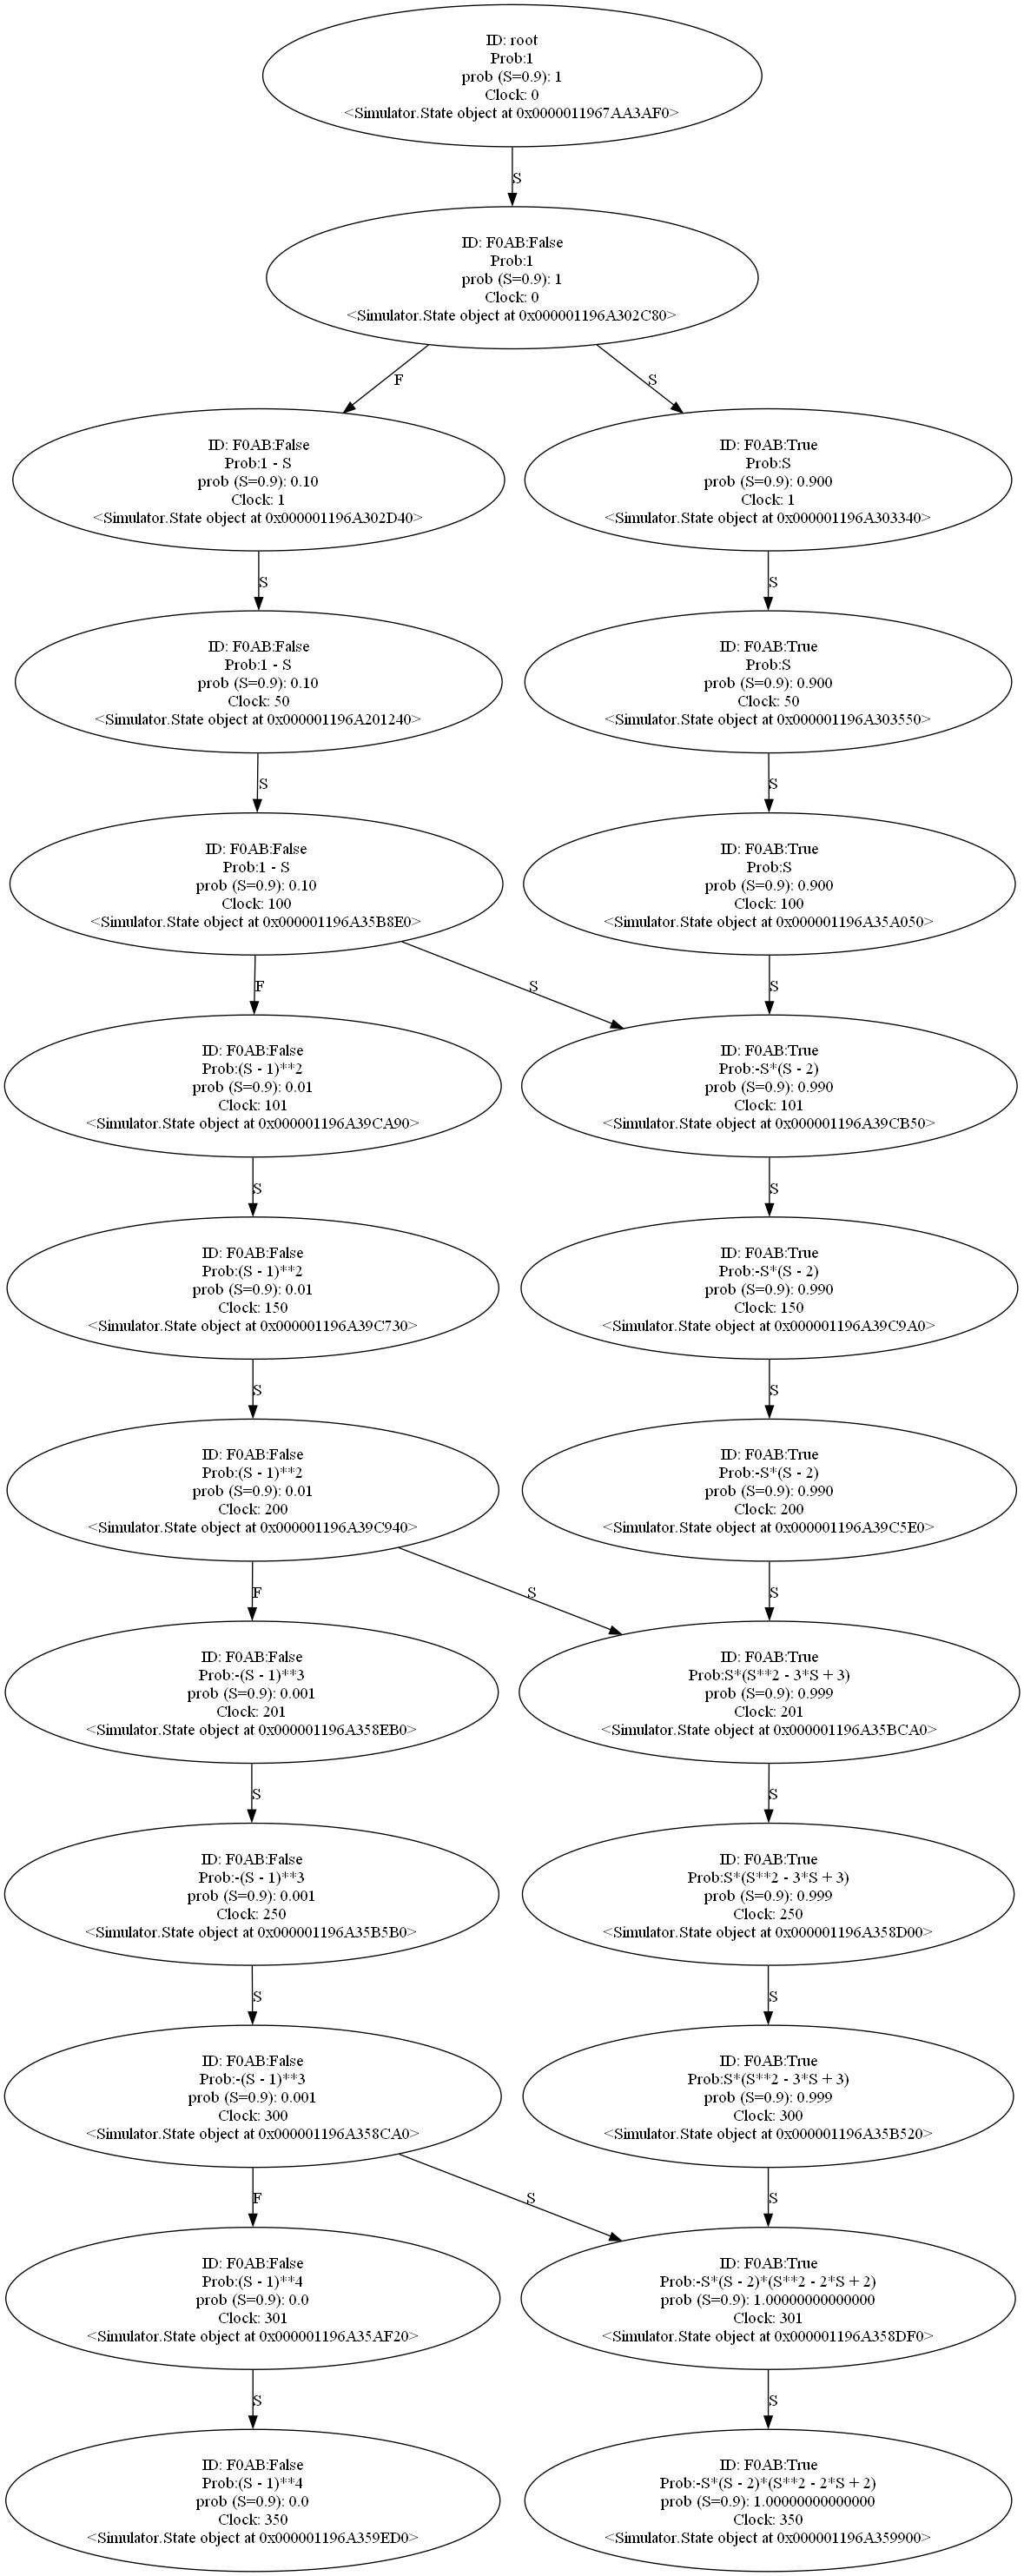 ID: root
Prob:1
prob (S=0.9): 1
Clock: 0
<Simulator.State object at 0x0000011967AA3AF0>
S
ID: F0AB:False
Prob:1
prob (S=0.9): 1
Clock: 0
<Simulator.State object at 0x000001196A302C80>
F
S
ID: F0AB:False
Prob:1 - S
prob (S=0.9): 0.10
Clock: 1
<Simulator.State object at 0x000001196A302D40>
ID: F0AB:True
Prob:S
prob (S=0.9): 0.900
Clock: 1
<Simulator.State object at 0x000001196A303340>
S
S
ID: F0AB:False
Prob:1 - S
prob (S=0.9): 0.10
Clock: 50
<Simulator.State object at 0x000001196A201240>
ID: F0AB:True
Prob:S
prob (S=0.9): 0.900
Clock: 50
<Simulator.State object at 0x000001196A303550>
S
S
ID: F0AB:False
Prob:1 - S
prob (S=0.9): 0.10
Clock: 100
<Simulator.State object at 0x000001196A35B8E0>
ID: F0AB:True
Prob:S
prob (S=0.9): 0.900
Clock: 100
<Simulator.State object at 0x000001196A35A050>
F
S
S
ID: F0AB:False
Prob:(S - 1)**2
prob (S=0.9): 0.01
Clock: 101
<Simulator.State object at 0x000001196A39CA90>
ID: F0AB:True
Prob:-S*(S - 2)
prob (S=0.9): 0.990
Clock: 101
<Simulator.State object at 0x000001196A39CB50>
S
S
ID: F0AB:False
Prob:(S - 1)**2
prob (S=0.9): 0.01
Clock: 150
<Simulator.State object at 0x000001196A39C730>
ID: F0AB:True
Prob:-S*(S - 2)
prob (S=0.9): 0.990
Clock: 150
<Simulator.State object at 0x000001196A39C9A0>
S
S
ID: F0AB:False
Prob:(S - 1)**2
prob (S=0.9): 0.01
Clock: 200
<Simulator.State object at 0x000001196A39C940>
ID: F0AB:True
Prob:-S*(S - 2)
prob (S=0.9): 0.990
Clock: 200
<Simulator.State object at 0x000001196A39C5E0>
F
S
S
ID: F0AB:False
Prob:-(S - 1)**3
prob (S=0.9): 0.001
Clock: 201
<Simulator.State object at 0x000001196A358EB0>
ID: F0AB:True
Prob:S*(S**2 - 3*S + 3)
prob (S=0.9): 0.999
Clock: 201
<Simulator.State object at 0x000001196A35BCA0>
S
S
ID: F0AB:False
Prob:-(S - 1)**3
prob (S=0.9): 0.001
Clock: 250
<Simulator.State object at 0x000001196A35B5B0>
ID: F0AB:True
Prob:S*(S**2 - 3*S + 3)
prob (S=0.9): 0.999
Clock: 250
<Simulator.State object at 0x000001196A358D00>
S
S
ID: F0AB:False
Prob:-(S - 1)**3
prob (S=0.9): 0.001
Clock: 300
<Simulator.State object at 0x000001196A358CA0>
ID: F0AB:True
Prob:S*(S**2 - 3*S + 3)
prob (S=0.9): 0.999
Clock: 300
<Simulator.State object at 0x000001196A35B520>
F
S
S
ID: F0AB:False
Prob:(S - 1)**4
prob (S=0.9): 0.0
Clock: 301
<Simulator.State object at 0x000001196A35AF20>
ID: F0AB:True
Prob:-S*(S - 2)*(S**2 - 2*S + 2)
prob (S=0.9): 1.00000000000000
Clock: 301
<Simulator.State object at 0x000001196A358DF0>
S
S
ID: F0AB:False
Prob:(S - 1)**4
prob (S=0.9): 0.0
Clock: 350
<Simulator.State object at 0x000001196A359ED0>
ID: F0AB:True
Prob:-S*(S - 2)*(S**2 - 2*S + 2)
prob (S=0.9): 1.00000000000000
Clock: 350
<Simulator.State object at 0x000001196A359900>